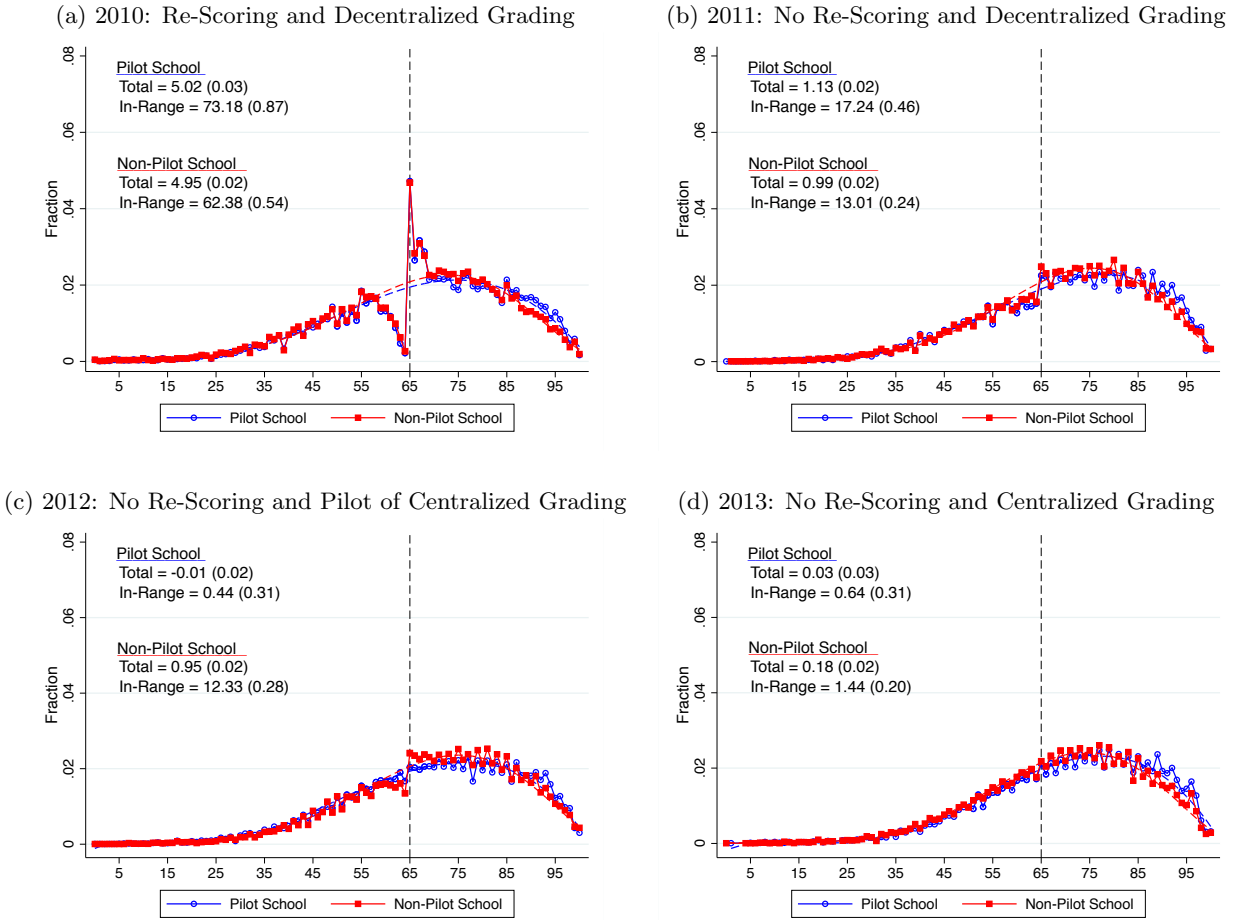 (a) 2010: Re-Scoring and Decentralized Grading
Pilot School
Total = 5.02 (0.03)
In-Range = 73.18 (0.87)
Non-Pilot School
Total = 4.95 (0.02)
In-Range = 62.38 (0.54)
Fraction
.08
.06
.04
.02
0
5 15 25 35 45 55 65 75 85 95
Pilot School Non-Pilot School
(b) 2011: No Re-Scoring and Decentralized Grading
Pilot School
Total = 1.13 (0.02)
In-Range = 17.24 (0.46)
Non-Pilot School
Total = 0.99 (0.02)
In-Range = 13.01 (0.24)
Fraction
.08
.06
.04
.02
0
5 15 25 35 45 55 65 75 85 95
Pilot School Non-Pilot School
(c) 2012: No Re-Scoring and Pilot of Centralized Grading
Pilot School
Total = -0.01 (0.02)
In-Range = 0.44 (0.31)
Non-Pilot School
Total = 0.95 (0.02)
In-Range = 12.33 (0.28)
Fraction
.08
.06
.04
.02
0
5 15 25 35 45 55 65 75 85 95
Pilot School Non-Pilot School
(d) 2013: No Re-Scoring and Centralized Grading
Pilot School
Total = 0.03 (0.03)
In-Range = 0.64 (0.31)
Non-Pilot School
Total = 0.18 (0.02)
In-Range = 1.44 (0.20)
Fraction
.08
.06
.04
.02
0
5 15 25 35 45 55 65 75 85 95
Pilot School Non-Pilot School